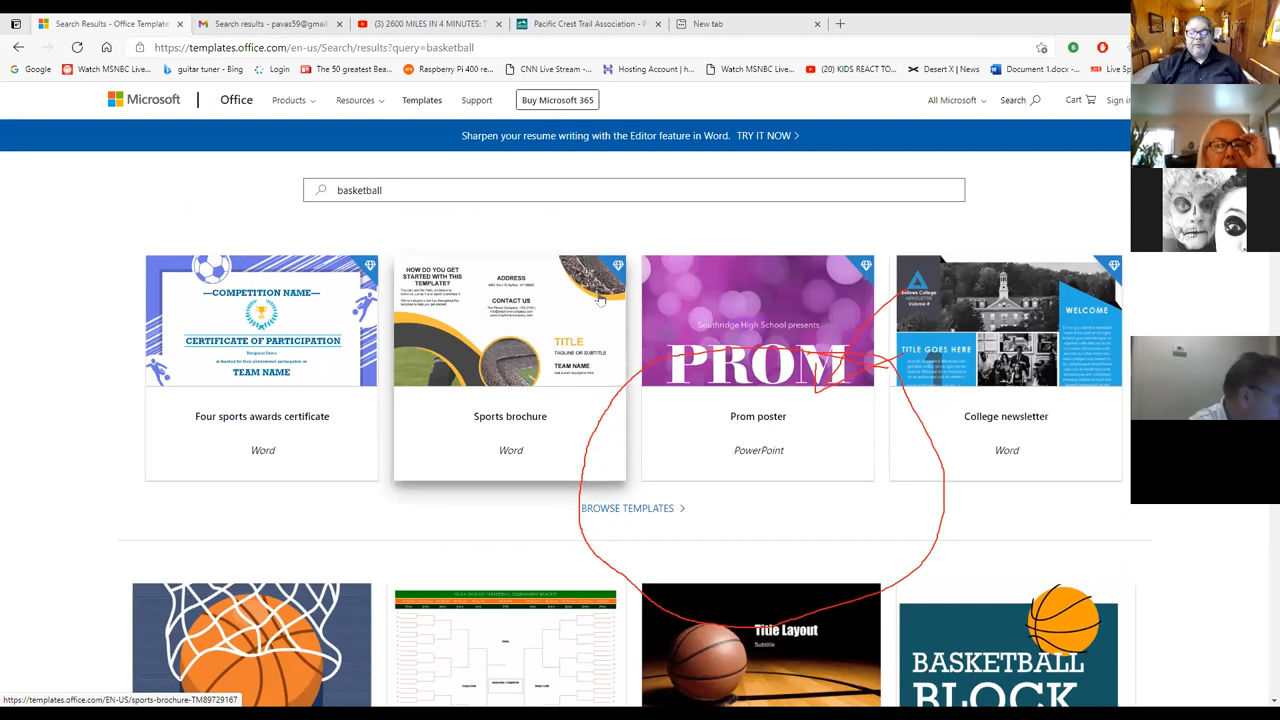 Search Results - Office Template
Search results - pavas59@gmail
(3) 2600 MILES IN 4 MINUTES: T
Pacific Crest Trail Association - P
New tab
https://templates.office.com/en-us/Search/results?query=basketball
Google
Watch MSNBC Live...
guitar tuner - Bing
Login
The 50 greatest Bea...
Raspberry Pi 400 re...
CNN Live Stream -...
Hosting Account | h...
Watch MSNBC Live...
(20) KIDS REACT TO...
Desert X | News
Document 1.docx -...
Live Sp
Microsoft
Office
Products
Resources
Templates
Support
Buy Microsoft 365
All Microsoft
Search
Cart
Sign in
Sharpen your resume writing with the Editor feature in Word. TRY IT NOW >
basketball
—COMPETITION NAME—
CERTIFICATE OF PARTICIPATION
TEAM NAME
Four sports awards certificate
Word
HOW DO YOU GET
STARTED WITH THIS
TEMPLATE?
ADDRESS
CONTACT US
TITLE
TAGLINE OR SUBTITLE
TEAM NAME
Sports brochure
Word
Southridge High School presents
PROM
Prom poster
PowerPoint
WELCOME
TITLE GOES HERE
College newsletter
Word
BROWSE TEMPLATES >
Title Layout
Subtitle
BASKETBALL
BLOCK
https://templates.office.com/EN-US/sports-brochure-TM89729167